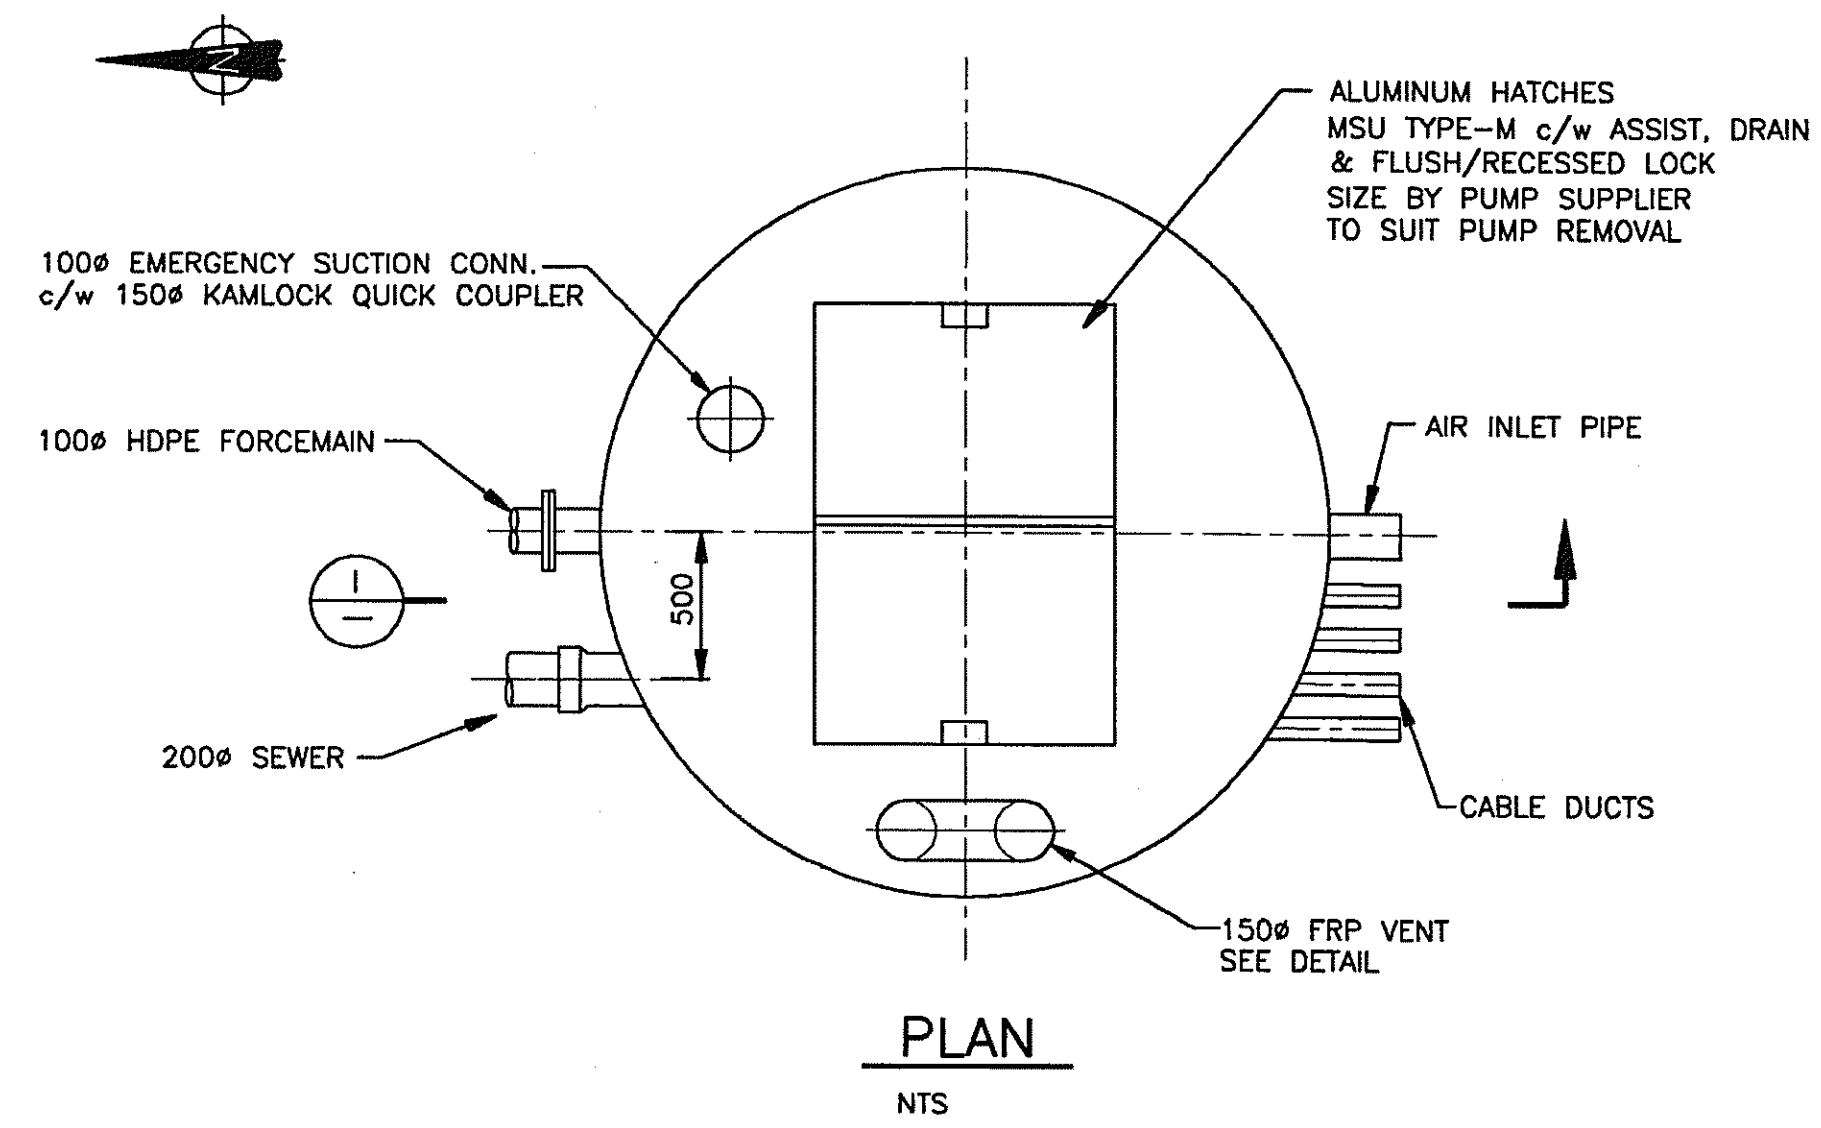 N
ALUMINUM HATCHES
MSU TYPE-M c/w ASSIST, DRAIN
& FLUSH/RECESSED LOCK
SIZE BY PUMP SUPPLIER
TO SUIT PUMP REMOVAL
100ø EMERGENCY SUCTION CONN.
c/w 150ø KAMLOCK QUICK COUPLER
100ø HDPE FORCEMAIN
AIR INLET PIPE
500
1
—
200ø SEWER
CABLE DUCTS
150ø FRP VENT
SEE DETAIL
PLAN
NTS